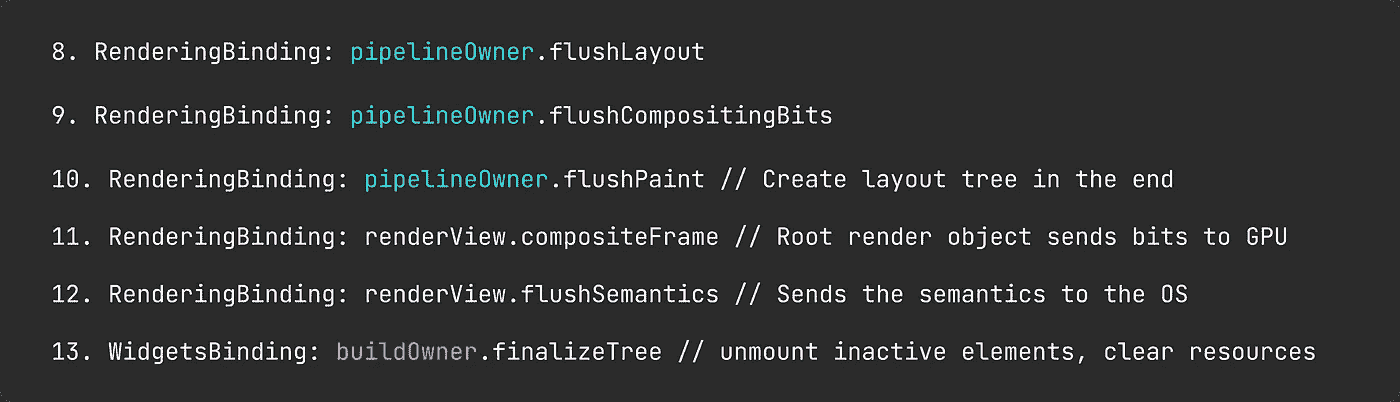 8. RenderingBinding: pipelineOwner.flushLayout
9. RenderingBinding: pipelineOwner.flushCompositingBits
10. RenderingBinding: pipelineOwner.flushPaint // Create layout tree in the end
11. RenderingBinding: renderView.compositeFrame // Root render object sends bits to GPU
12. RenderingBinding: renderView.flushSemantics // Sends the semantics to the OS
13. WidgetsBinding: buildOwner.finalizeTree // unmount inactive elements, clear resources